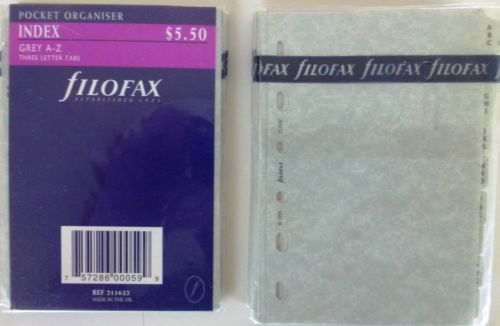 POCKET ORGANISER
INDEX $5.50
GREY A-Z
THREE LETTER TABS
fILOFAX
ESTABLISHED 1921
7 57286 00059 9
REF 211632
MADE IN THE UK
fILOFAX fILOFAX fILOFAX
A
B
C
GHI
JKL
filofax